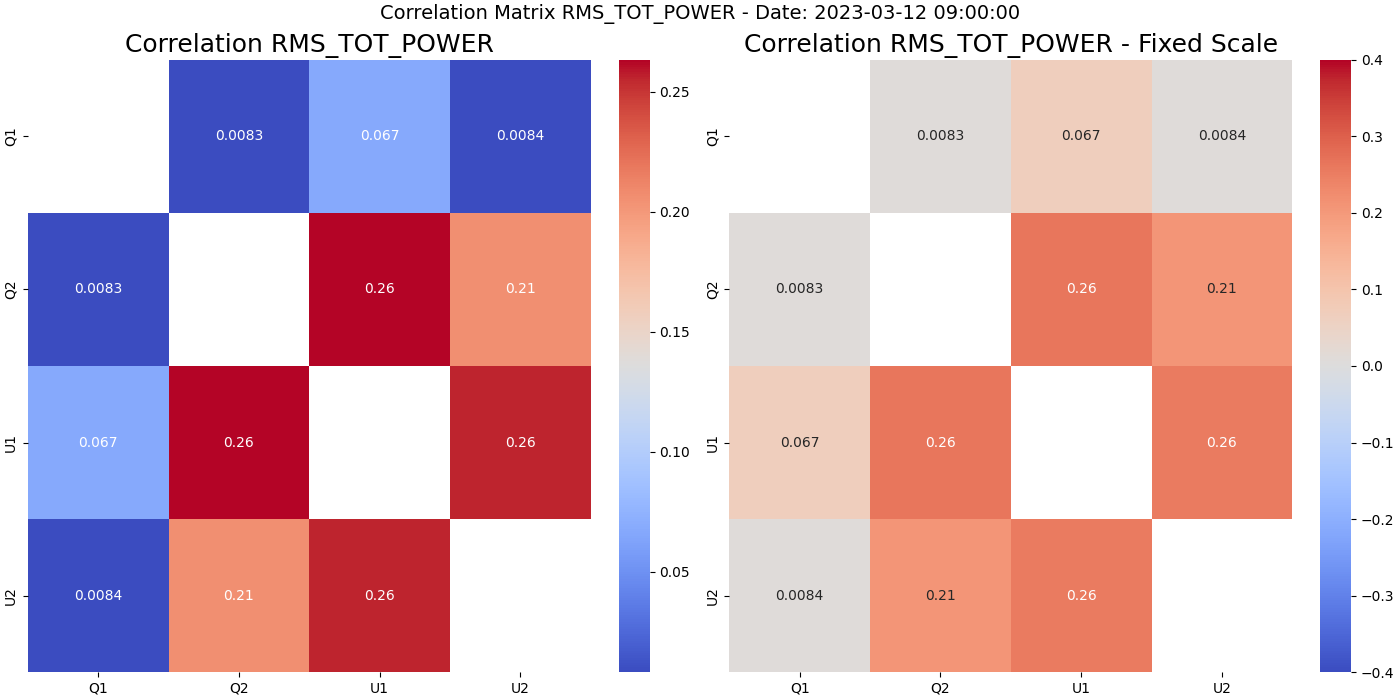 Correlation Matrix RMS_TOT_POWER - Date: 2023-03-12 09:00:00
Correlation RMS_TOT_POWER
Q1
0.0083
0.067
0.0084
Q2
0.0083
0.26
0.21
U1
0.067
0.26
0.26
U2
0.0084
0.21
0.26
Q1
Q2
U1
U2
0.25
0.20
0.15
0.10
0.05
Correlation RMS_TOT_POWER - Fixed Scale
Q1
0.0083
0.067
0.0084
Q2
0.0083
0.26
0.21
U1
0.067
0.26
0.26
U2
0.0084
0.21
0.26
Q1
Q2
U1
U2
0.4
0.3
0.2
0.1
0.0
−0.1
−0.2
−0.3
−0.4